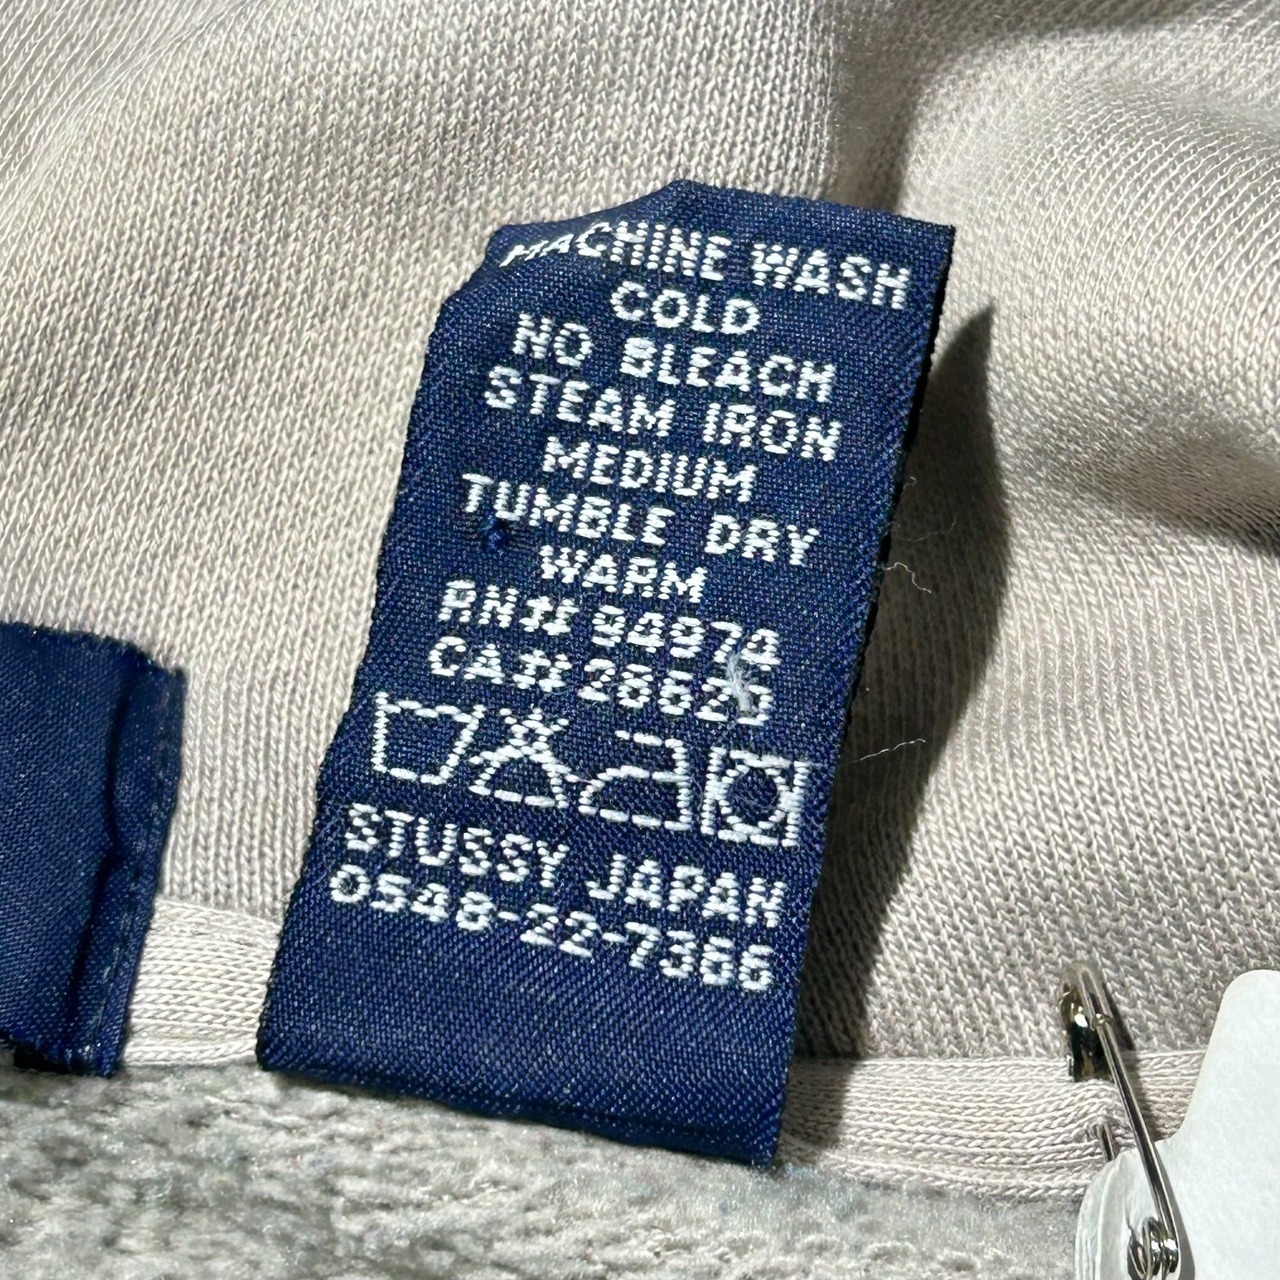 MACHINE WASH
COLD
NO BLEACH
STEAM IRON
MEDIUM
TUMBLE DRY
WARM
RN# 94974
CA# 28620
STUSSY JAPAN
0548-22-7366